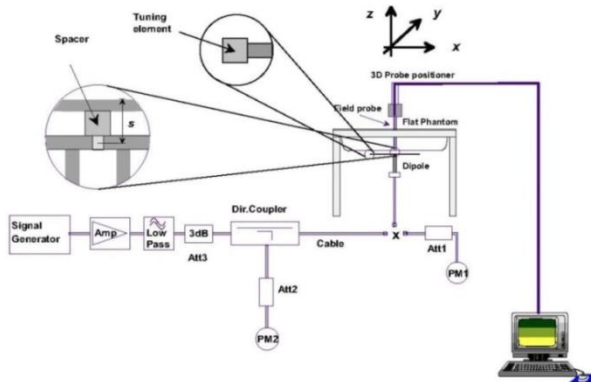 Tuning
element
Spacer
s
z
y
x
3D Probe positioner
Field probe
Flat Phantom
Dipole
Signal
Generator
Amp
Low
Pass
3dB
Att3
Dir.Coupler
Cable
x
Att1
PM1
Att2
PM2